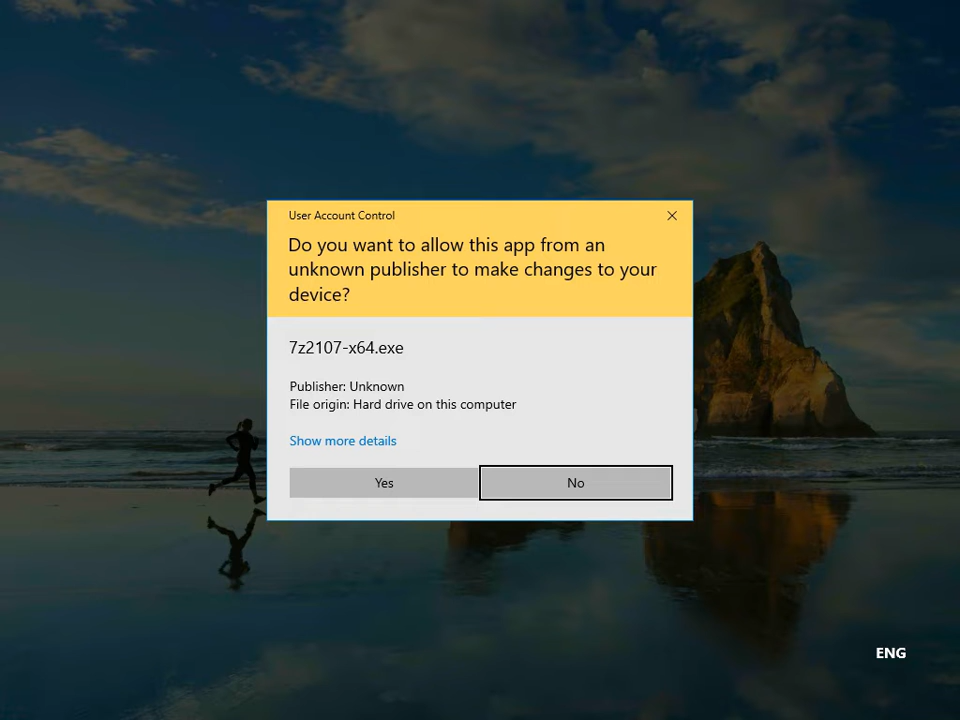 User Account Control
Do you want to allow this app from an
unknown publisher to make changes to your
device?
7z2107-x64.exe
Publisher: Unknown
File origin: Hard drive on this computer
Show more details
Yes
No
ENG